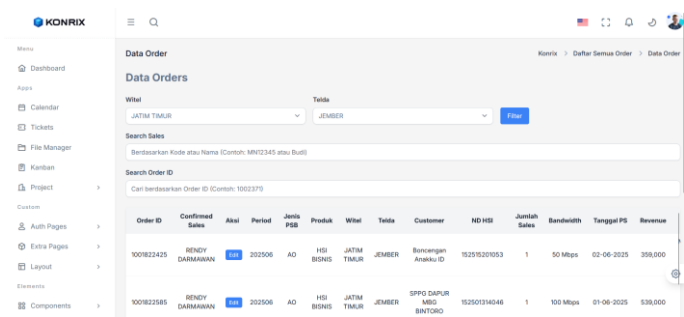 KONRIX
Menu
Dashboard
Apps
Calendar
Tickets
File Manager
Kanban
Project
Custom
Auth Pages
Extra Pages
Layout
Elements
Components
Data Order
Konrix > Daftar Semua Order > Data Order
Data Orders
Witel Telda
JATIM TIMUR JEMBER Filter
Search Sales
Berdasarkan Kode atau Nama (Contoh: MN12345 atau Budi)
Search Order ID
Cari berdasarkan Order ID (Contoh: 1002371)
Order ID Confirmed Sales Aksi Period Jenis PSB Produk Witel Telda Customer ND HSI Jumlah Sales Bandwidth Tanggal PS Revenue
1001822425 RENDY DARMAWAN Edit 202506 AO HSI BISNIS JATIM TIMUR JEMBER Boncengan Anakku ID 152515201053 1 50 Mbps 02-06-2025 359,000
1001822585 RENDY DARMAWAN Edit 202506 AO HSI BISNIS JATIM TIMUR JEMBER SPPG DAPUR MBG BINTORO 152501314046 1 100 Mbps 01-06-2025 539,000